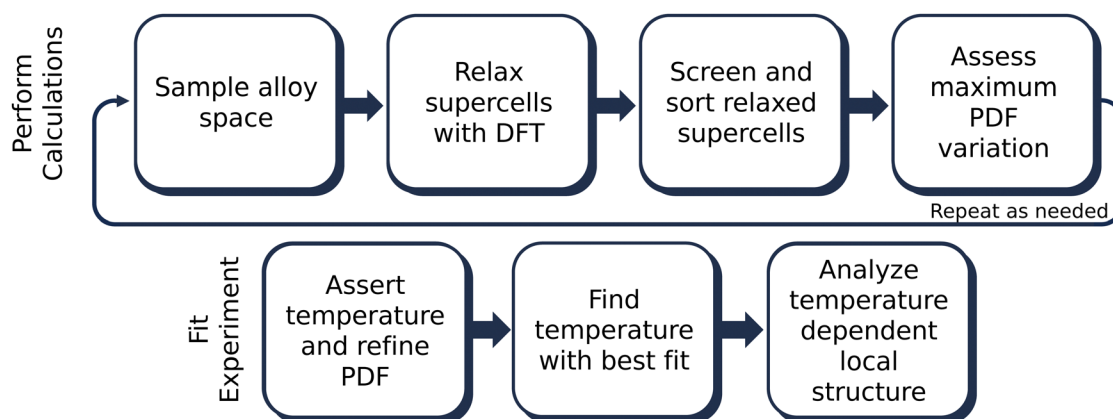 Perform
Calculations
Sample alloy
space
Relax
supercells
with DFT
Screen and
sort relaxed
supercells
Assess
maximum
PDF
variation
Repeat as needed
Fit
Experiment
Assert
temperature
and refine
PDF
Find
temperature
with best fit
Analyze
temperature
dependent
local
structure